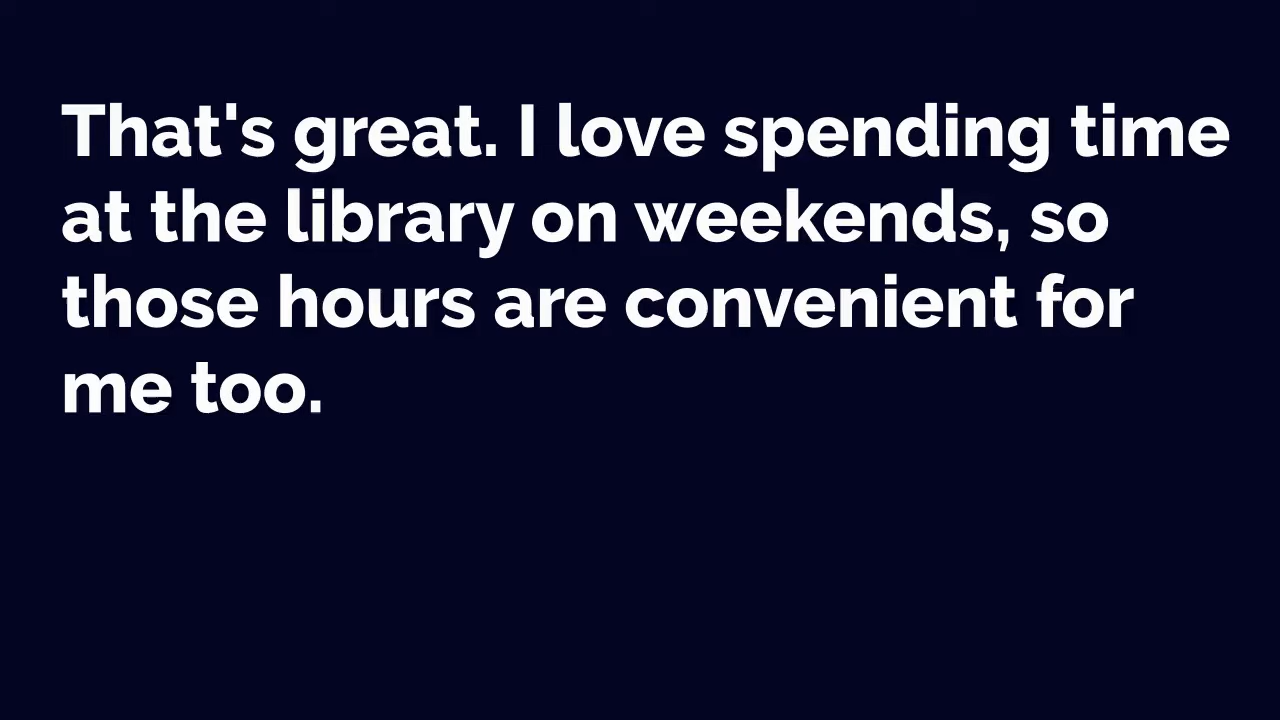 That's great. I love spending time
at the library on weekends, so
those hours are convenient for
me too.